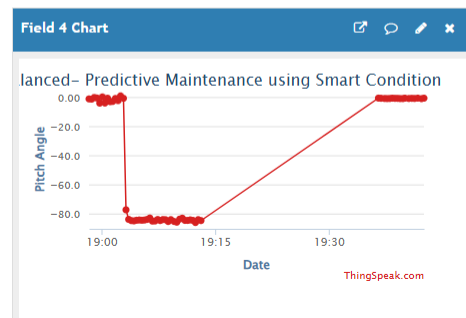 Field 4 Chart
lanced- Predictive Maintenance using Smart Condition
Pitch Angle
0.00
-20.0
-40.0
-60.0
-80.0
19:00
19:15
19:30
Date
ThingSpeak.com